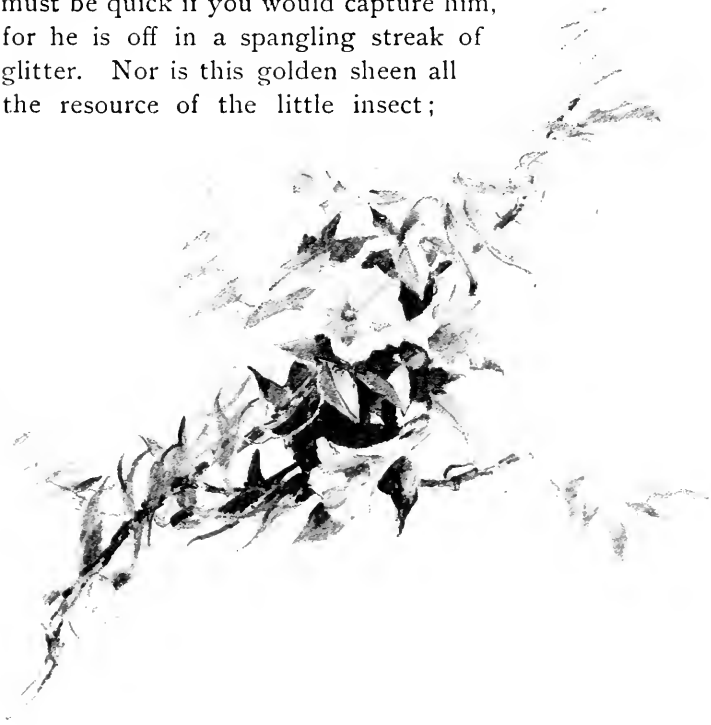 must be quick if you would capture him,
for he is off in a spangling streak of
glitter. Nor is this golden sheen all
the resource of the little insect;